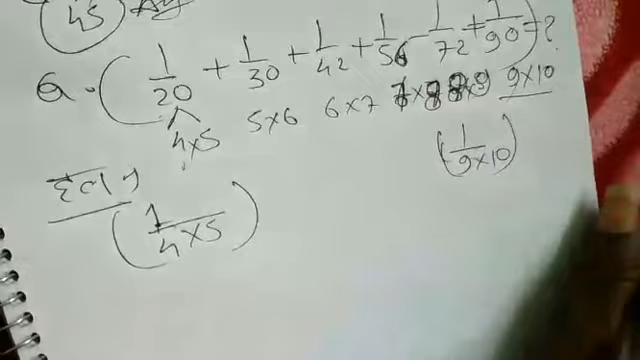 45
Q. (1/20 + 1/30 + 1/42 + 1/56 - 1/72 + 1/90) = ?
4×5 5×6 6×7 7×8 8×9 9×10
(1/9×10)
हल
(1/4×5)